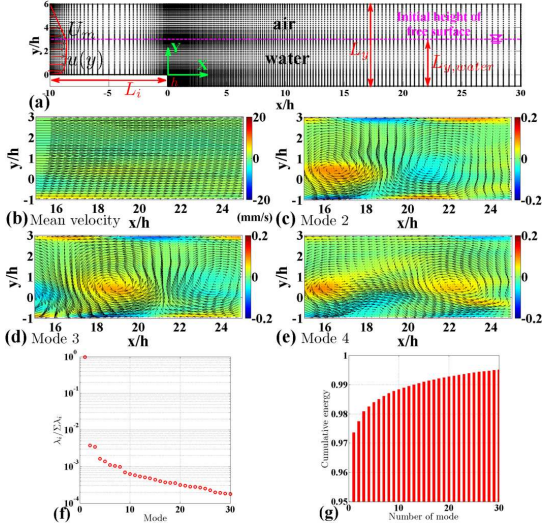 6
4
2
0
y/h
U_m
u(y)
air
water
Initial height of
free surface
L_y
L_{y,water}
Y
X
h
L_i
(a)
-10 -5 0 5 10 15 20 25 30
x/h
3
2
1
0
-1
y/h
16 18 20 22 24
20
0
-20
(b) Mean velocity x/h (mm/s)
3
2
1
0
-1
y/h
16 18 20 22 24
0.2
0
-0.2
(c) Mode 2 x/h
3
2
1
0
-1
y/h
16 18 20 22 24
0.2
0
-0.2
(d) Mode 3 x/h
3
2
1
0
-1
y/h
16 18 20 22 24
0.2
0
-0.2
(e) Mode 4 x/h
10^0
10^-1
10^-2
10^-3
10^-4
λ_i/Σλ_i
0 10 20 30
Mode
(f)
1
0.99
0.98
0.97
0.96
0.95
Cumulative energy
0 10 20 30
Number of mode
(g)